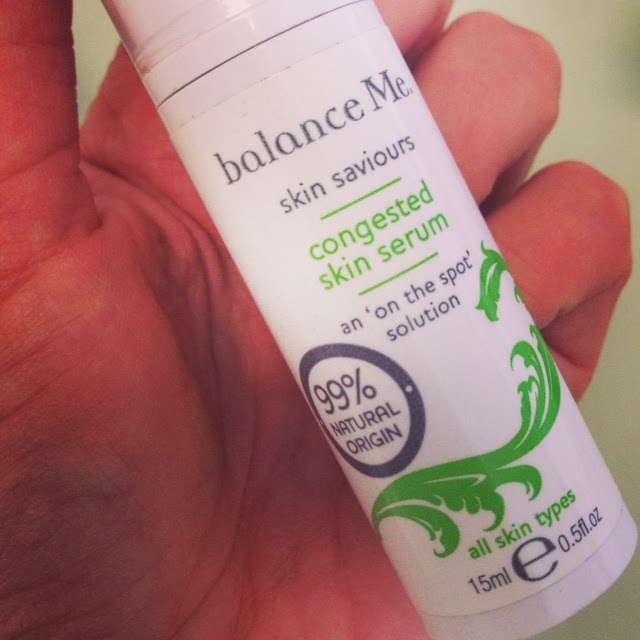 balance Me.
skin saviours
congested
skin serum
an 'on the spot'
solution
99%
NATURAL
ORIGIN
all skin types
15ml e 0.5fl.oz